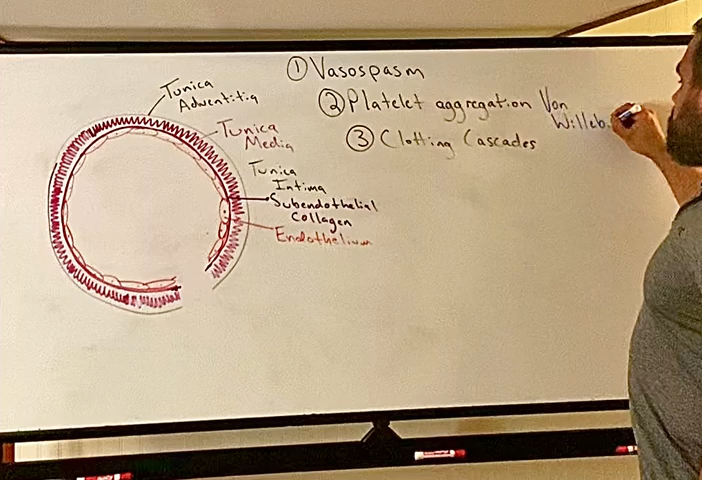 ① Vasospasm
② Platelet aggregation Von
Willeb
③ Clotting Cascades
Tunica
Adventitia
Tunica
Media
Tunica
Intima
Subendothelial
Collagen
Endothelium